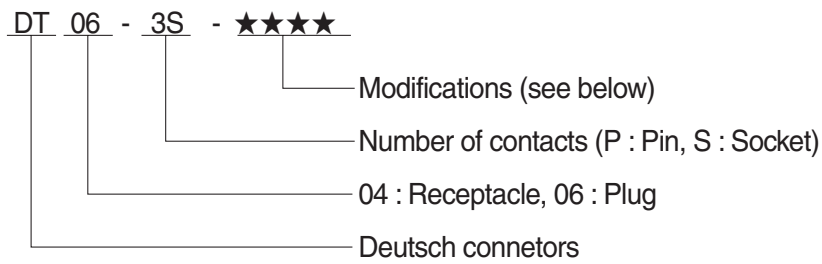 DT 06 - 3S - ★★★★
Modifications (see below)
Number of contacts (P : Pin, S : Socket)
04 : Receptacle, 06 : Plug
Deutsch connetors